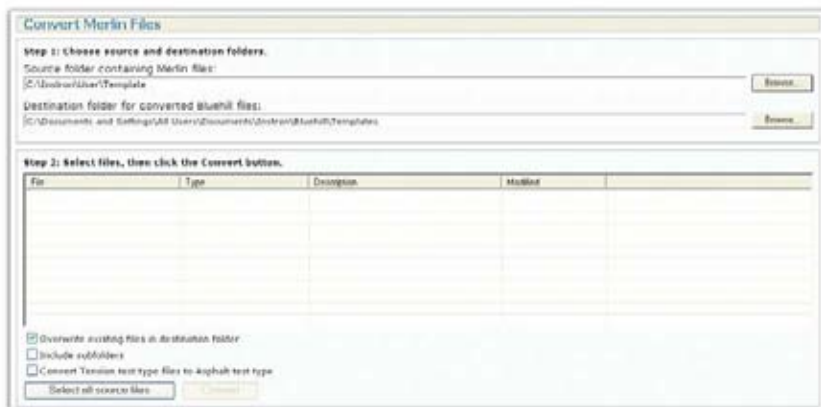 Convert Merlin Files
Step 1: Choose source and destination folders.
Source folder containing Merlin files:
C:\Instron\User\Template
Browse...
Destination folder for converted Bluehill files:
C:\Documents and Settings\All Users\Documents\Instron\Bluehill\Templates
Browse...
Step 2: Select files, then click the Convert button.
File Type Description Modified
Overwrite existing files in destination folder
Include subfolders
Convert Tension test type files to Asphalt test type
Select all source files Convert